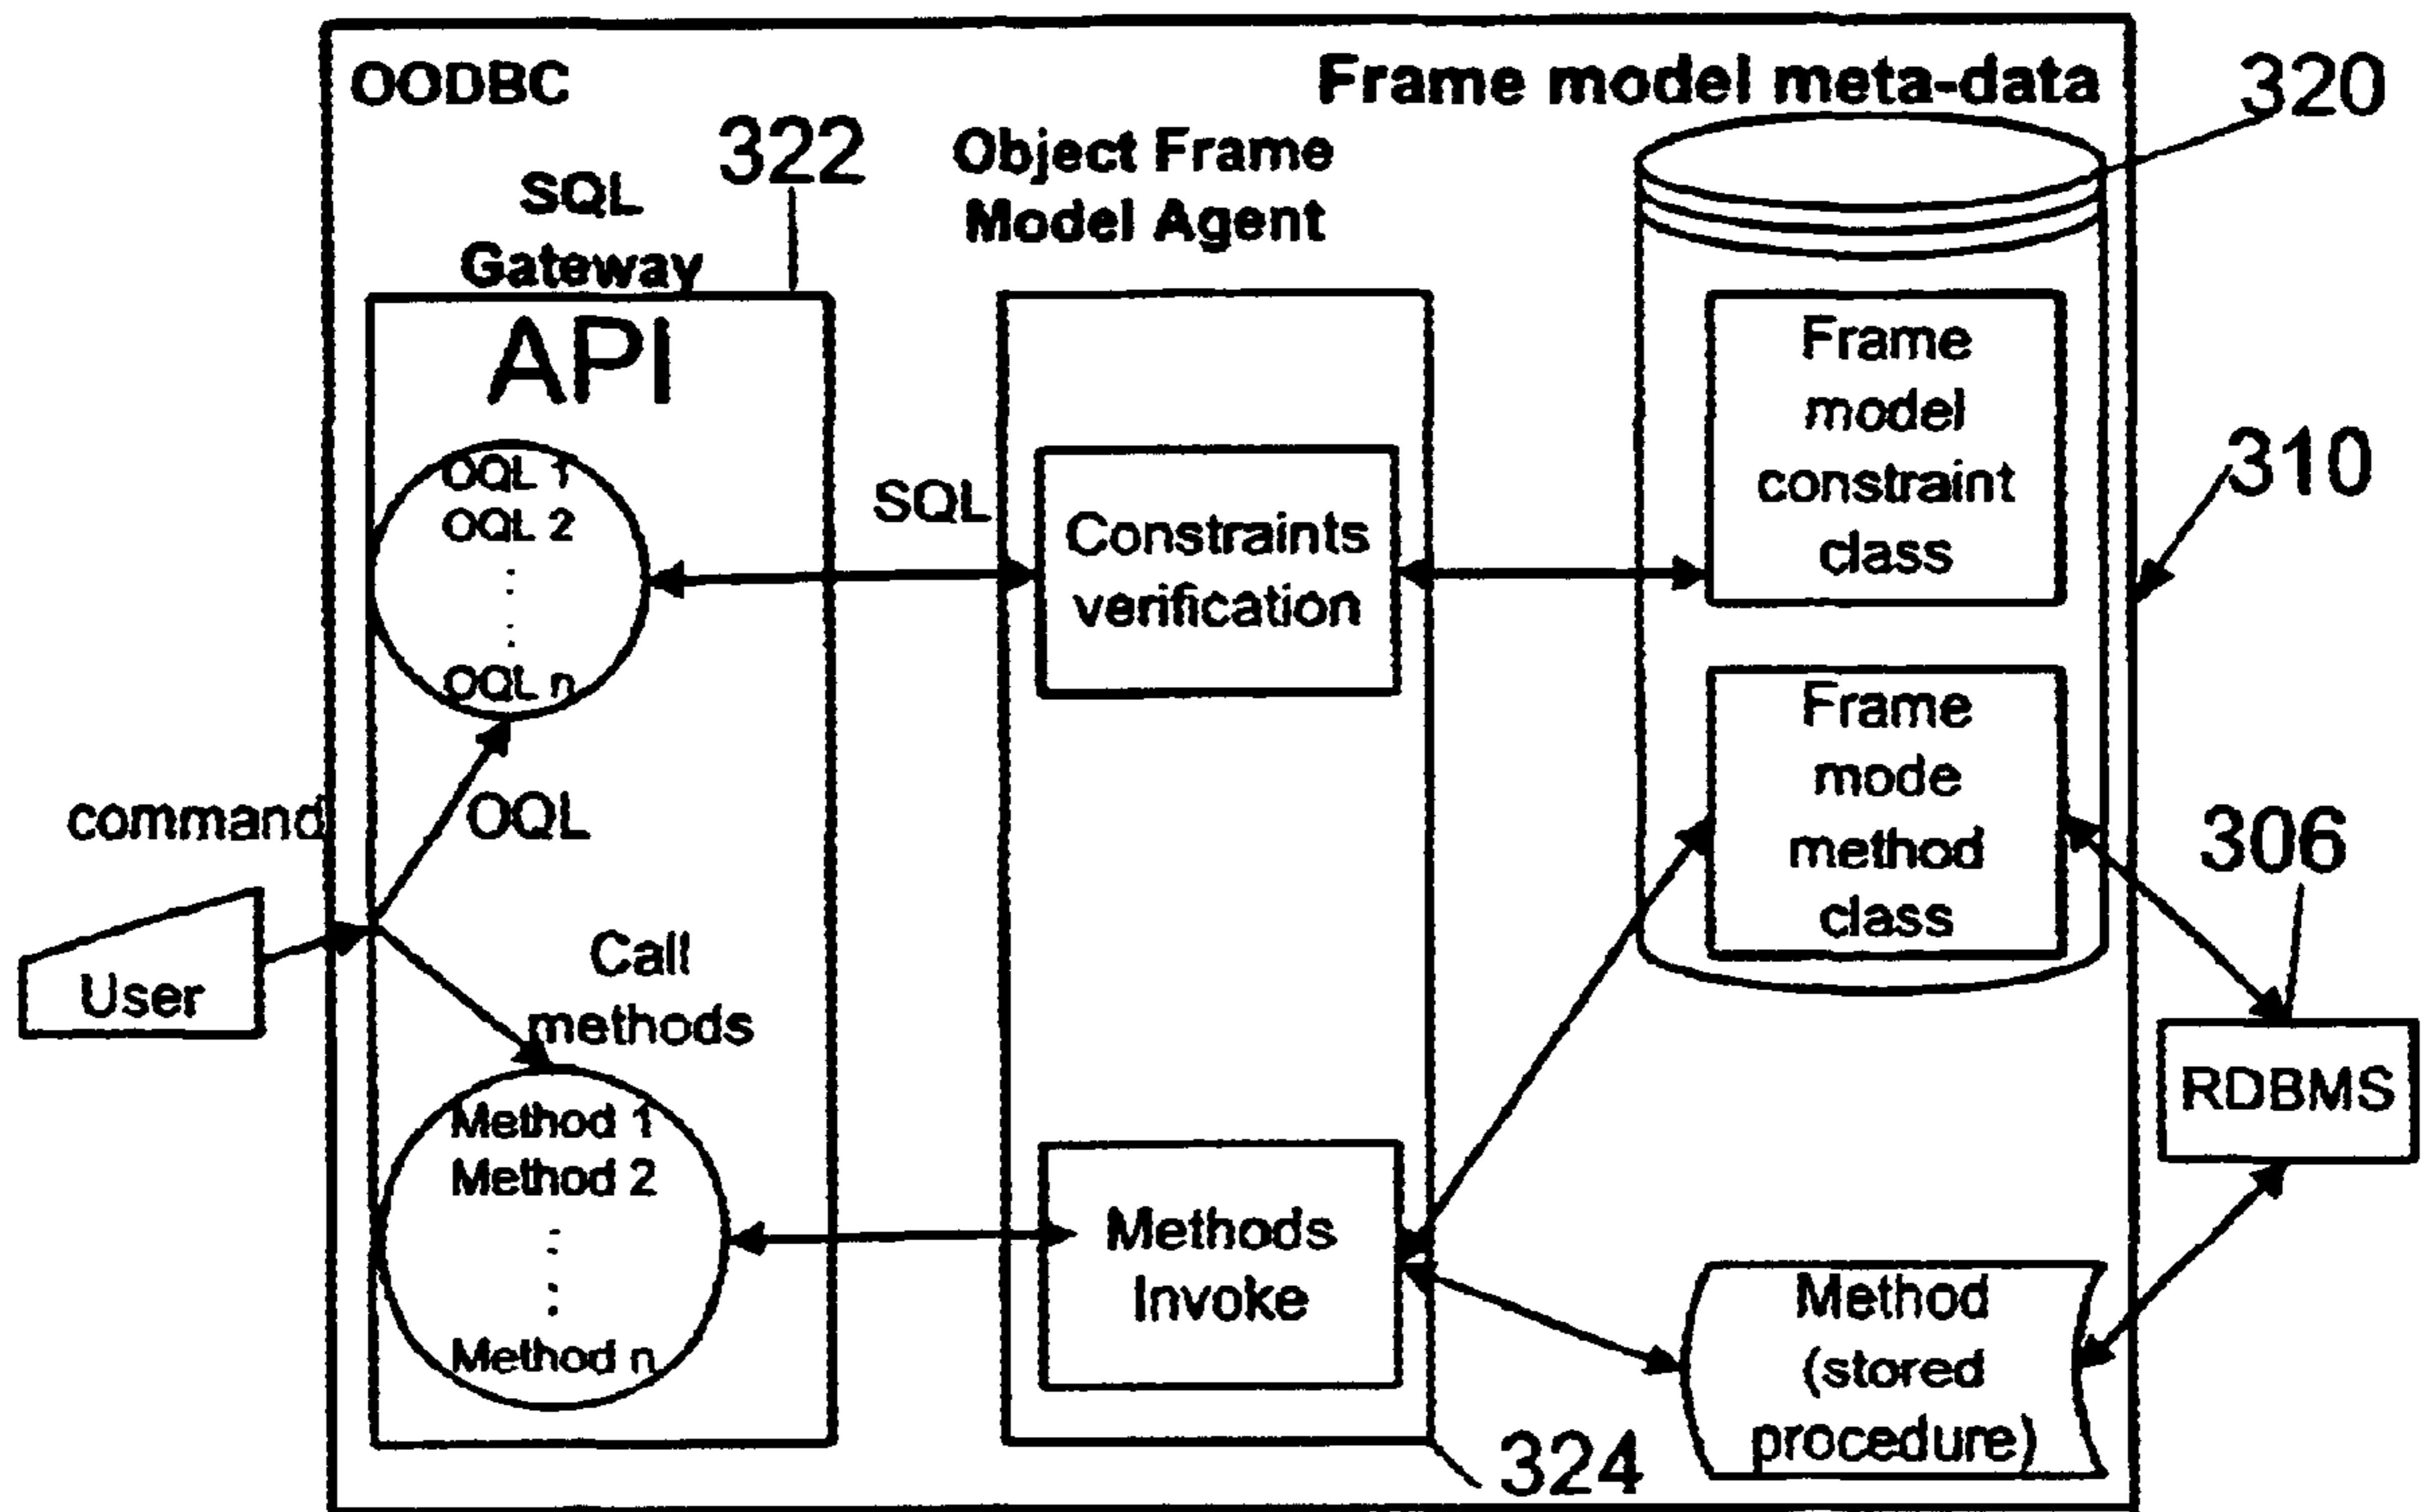 OODBC
Frame model meta-data
320
322
SQL
Gateway
Object Frame
Model Agent
API
OQL 1
OQL 2
OQL n
SQL
Constraints
verification
Frame
model
constraint
class
310
command
OQL
User
Call
methods
Method 1
Method 2
Method n
Methods
Invoke
Frame
mode
method
class
306
RDBMS
Method
(stored
procedure)
324